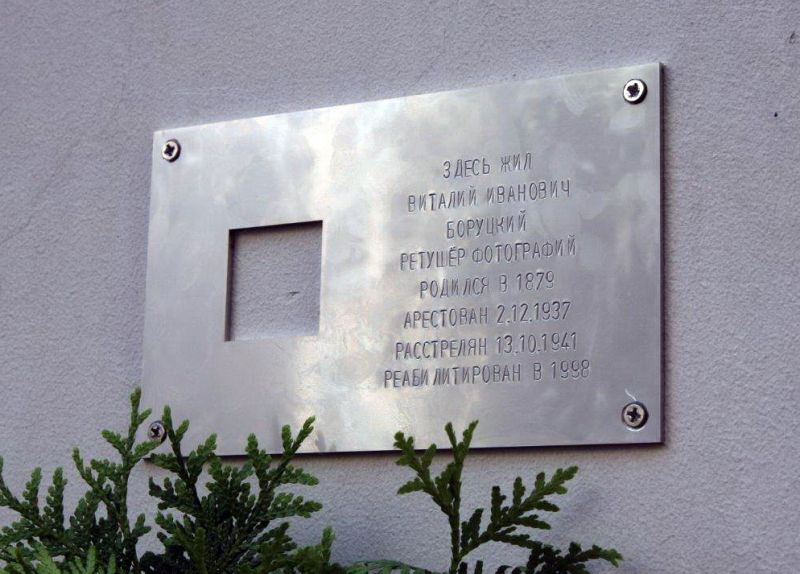 ЗДЕСЬ ЖИЛ
ВИТАЛИЙ ИВАНОВИЧ
БОРУЦКИЙ
РЕТУШЁР ФОТОГРАФИЙ
РОДИЛСЯ В 1879
АРЕСТОВАН 2.12.1937
РАССТРЕЛЯН 13.10.1941
РЕАБИЛИТИРОВАН В 1998